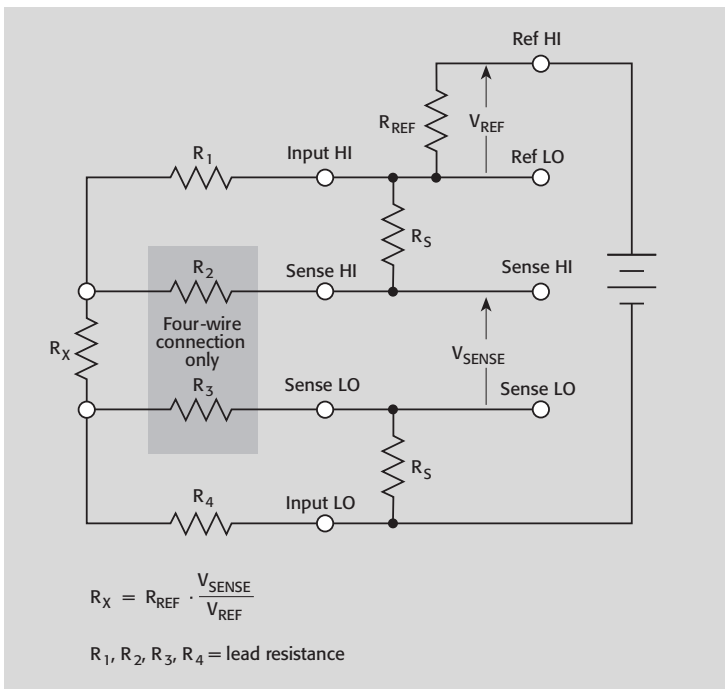 Ref HI
R_REF
V_REF
R_1
Input HI
Ref LO
R_S
R_2
Sense HI
Sense HI
Four-wire
connection
only
R_X
V_SENSE
R_3
Sense LO
Sense LO
R_S
R_4
Input LO
R_X = R_REF · V_SENSE / V_REF
R_1, R_2, R_3, R_4 = lead resistance